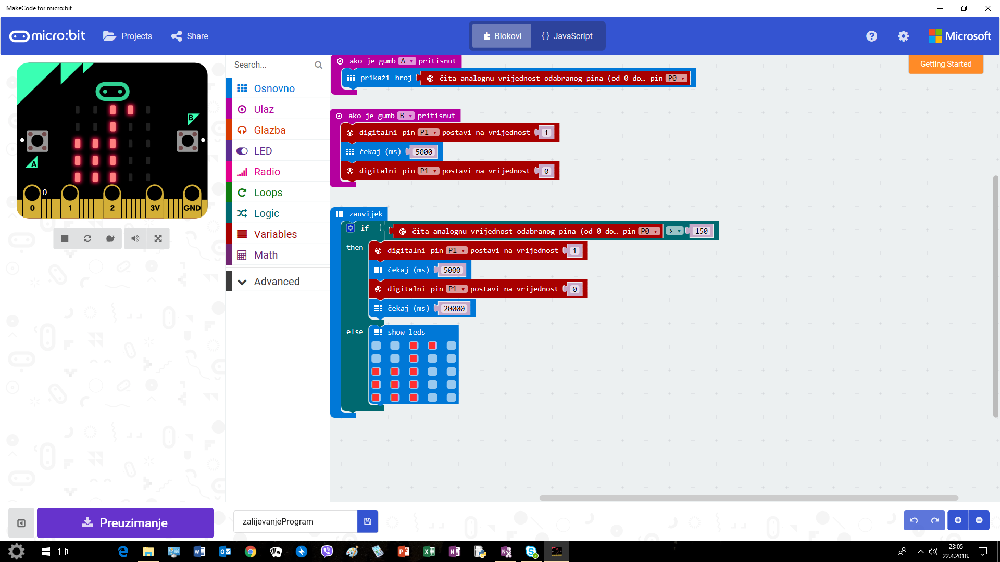 MakeCode for micro:bit
micro:bit
Projects
Share
Blokovi
{} JavaScript
Microsoft
Getting Started
B
A
0
0 1 2 3V GND
Search...
Osnovno
Ulaz
Glazba
LED
Radio
Loops
Logic
Variables
Math
Advanced
ako je gumb A pritisnut
prikaži broj čita analognu vrijednost odabranog pina (od 0 do… pin P0
ako je gumb B pritisnut
digitalni pin P1 postavi na vrijednost 1
čekaj (ms) 5000
digitalni pin P1 postavi na vrijednost 0
zauvijek
if čita analognu vrijednost odabranog pina (od 0 do… pin P0 > 150
then digitalni pin P1 postavi na vrijednost 1
čekaj (ms) 5000
digitalni pin P1 postavi na vrijednost 0
čekaj (ms) 20000
else show leds
Preuzimanje
zalijevanjeProgram
23:05
22.4.2018.